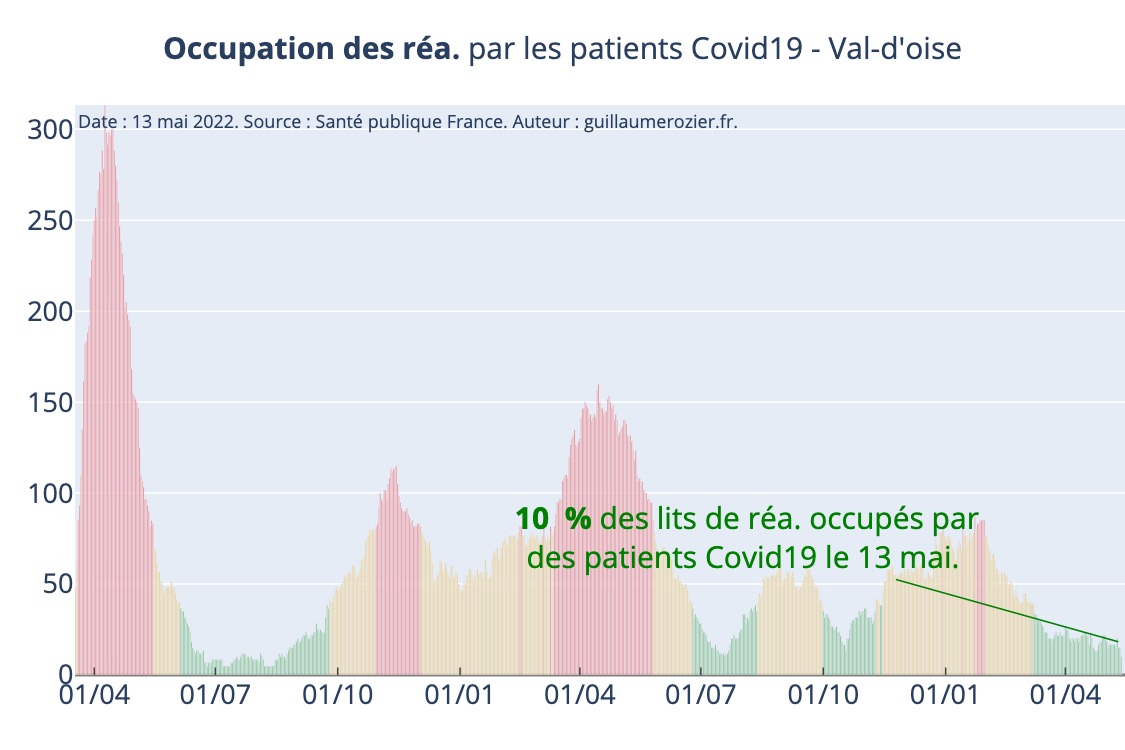 Occupation des réa. par les patients Covid19 - Val-d'oise
Date : 13 mai 2022. Source : Santé publique France. Auteur : guillaumerozier.fr.
300
250
200
150
100
50
0
10 % des lits de réa. occupés par
des patients Covid19 le 13 mai.
01/04 01/07 01/10 01/01 01/04 01/07 01/10 01/01 01/04